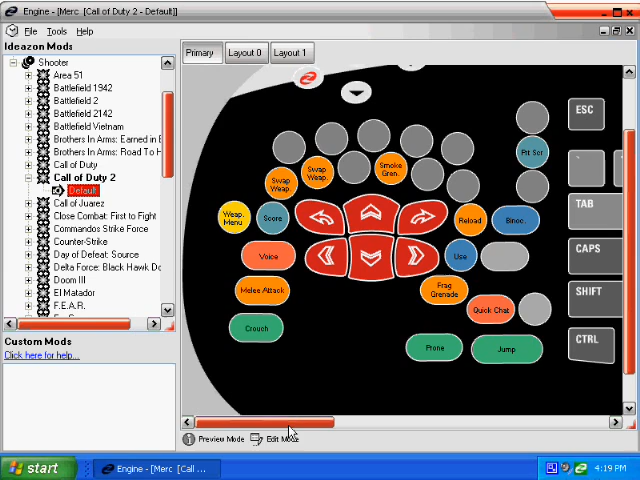 Engine - [Merc  [Call of Duty 2 - Default]]
File Tools Help
Ideazon Mods
Primary Layout 0 Layout 1
Shooter
Area 51
Battlefield 1942
Battlefield 2
Battlefield 2142
Battlefield Vietnam
Brothers In Arms: Earned in B
Brothers In Arms: Road To H
Call of Duty
Call of Duty 2
Default
Call of Juarez
Close Combat: First to Fight
Commandos Strike Force
Counter-Strike
Day of Defeat: Source
Delta Force: Black Hawk Do
Doom III
El Matador
F.E.A.R.
Custom Mods
Click here for help...
ESC
Prt Scr
Smoke Gren.
Swap Weap.
Swap Weap.
TAB
Weap. Menu
Score
Reload
Binoc.
Voice
Use
CAPS
Melee Attack
Frag Grenade
SHIFT
Quick Chat
Crouch
Prone
Jump
CTRL
Preview Mode Edit Mode
start
Engine - [Merc  [Call ...
4:19 PM